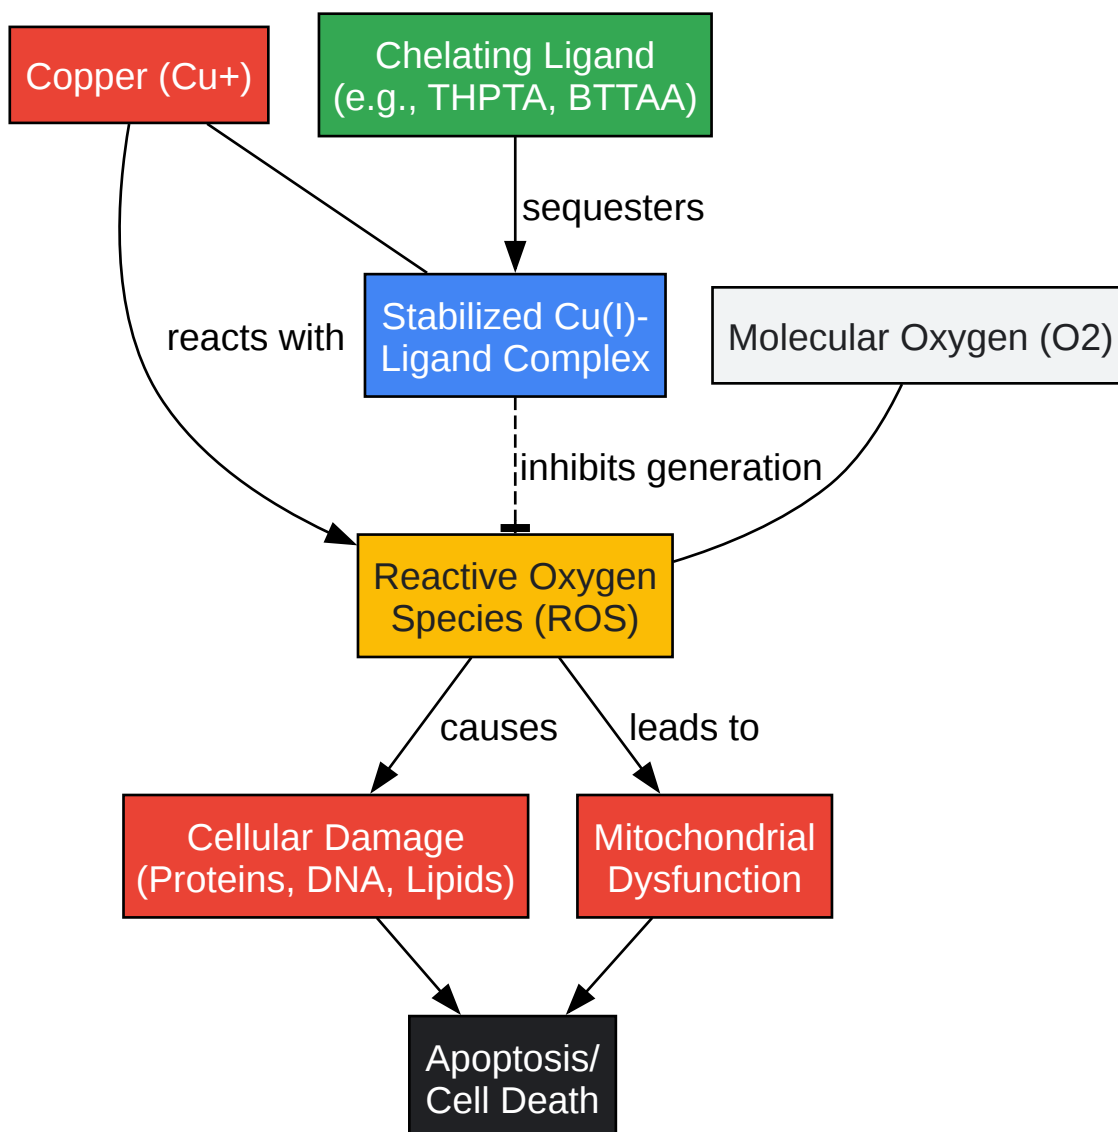 Copper (Cu+)
Chelating Ligand
(e.g., THPTA, BTTAA)
sequesters
reacts with
Stabilized Cu(I)-
Ligand Complex
Molecular Oxygen (O2)
inhibits generation
Reactive Oxygen
Species (ROS)
causes
leads to
Cellular Damage
(Proteins, DNA, Lipids)
Mitochondrial
Dysfunction
Apoptosis/
Cell Death